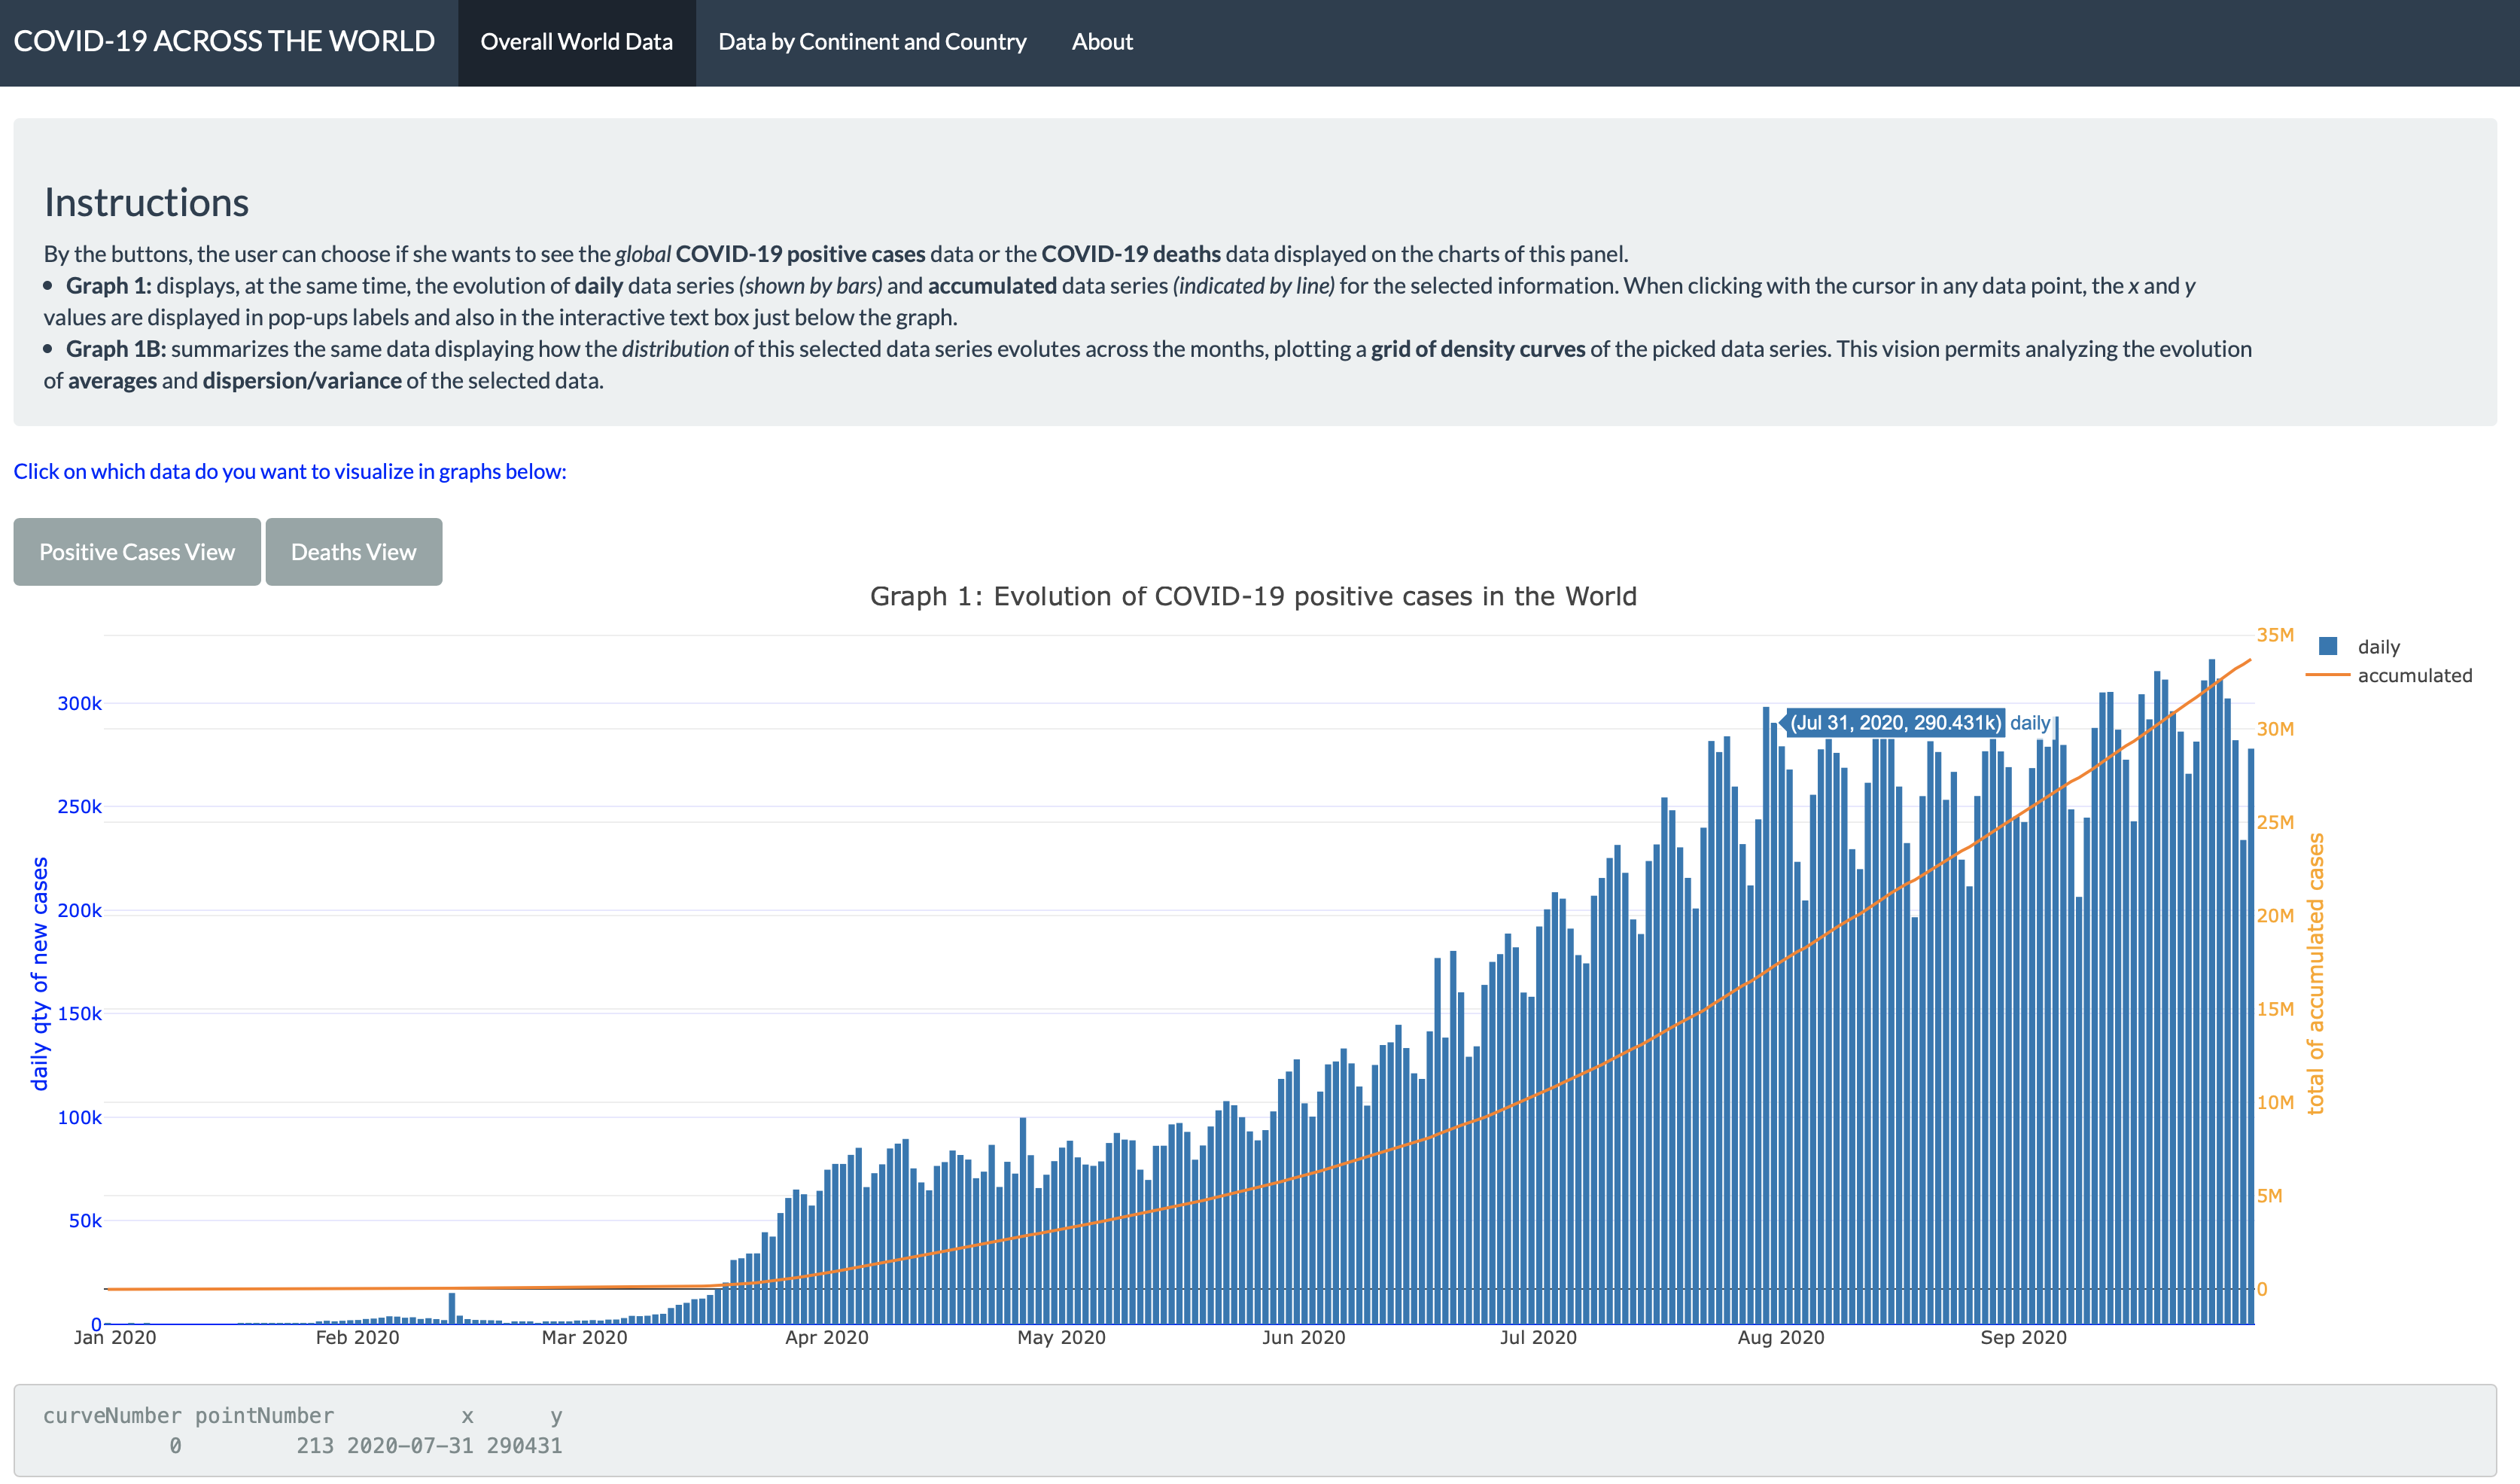 COVID-19 ACROSS THE WORLD
Overall World Data
Data by Continent and Country
About
Instructions
By the buttons, the user can choose if she wants to see the global COVID-19 positive cases data or the COVID-19 deaths data displayed on the charts of this panel.
• Graph 1: displays, at the same time, the evolution of daily data series (shown by bars) and accumulated data series (indicated by line) for the selected information. When clicking with the cursor in any data point, the x and y
values are displayed in pop-ups labels and also in the interactive text box just below the graph.
• Graph 1B: summarizes the same data displaying how the distribution of this selected data series evolutes across the months, plotting a grid of density curves of the picked data series. This vision permits analyzing the evolution
of averages and dispersion/variance of the selected data.
Click on which data do you want to visualize in graphs below:
Positive Cases View
Deaths View
Graph 1: Evolution of COVID-19 positive cases in the World
daily qty of new cases
300k
250k
200k
150k
100k
50k
0
(Jul 31, 2020, 290.431k) daily
35M
30M
25M
20M
15M
10M
5M
0
total of accumulated cases
daily
accumulated
Jan 2020
Feb 2020
Mar 2020
Apr 2020
May 2020
Jun 2020
Jul 2020
Aug 2020
Sep 2020
curveNumber pointNumber x y
0 213 2020-07-31 290431